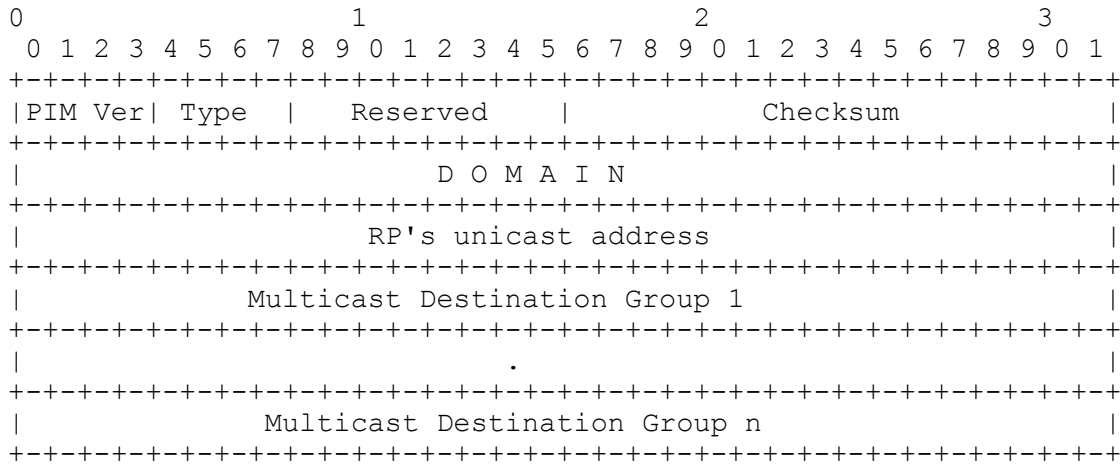 0                   1                   2                   3
 0 1 2 3 4 5 6 7 8 9 0 1 2 3 4 5 6 7 8 9 0 1 2 3 4 5 6 7 8 9 0 1
+-+-+-+-+-+-+-+-+-+-+-+-+-+-+-+-+-+-+-+-+-+-+-+-+-+-+-+-+-+-+-+-+
|PIM Ver| Type  |   Reserved    |           Checksum            |
+-+-+-+-+-+-+-+-+-+-+-+-+-+-+-+-+-+-+-+-+-+-+-+-+-+-+-+-+-+-+-+-+
|                        D O M A I N                            |
+-+-+-+-+-+-+-+-+-+-+-+-+-+-+-+-+-+-+-+-+-+-+-+-+-+-+-+-+-+-+-+-+
|                    RP's unicast address                       |
+-+-+-+-+-+-+-+-+-+-+-+-+-+-+-+-+-+-+-+-+-+-+-+-+-+-+-+-+-+-+-+-+
|             Multicast Destination Group 1                     |
+-+-+-+-+-+-+-+-+-+-+-+-+-+-+-+-+-+-+-+-+-+-+-+-+-+-+-+-+-+-+-+-+
|                            .                                  |
+-+-+-+-+-+-+-+-+-+-+-+-+-+-+-+-+-+-+-+-+-+-+-+-+-+-+-+-+-+-+-+-+
|              Multicast Destination Group n                    |
+-+-+-+-+-+-+-+-+-+-+-+-+-+-+-+-+-+-+-+-+-+-+-+-+-+-+-+-+-+-+-+-+